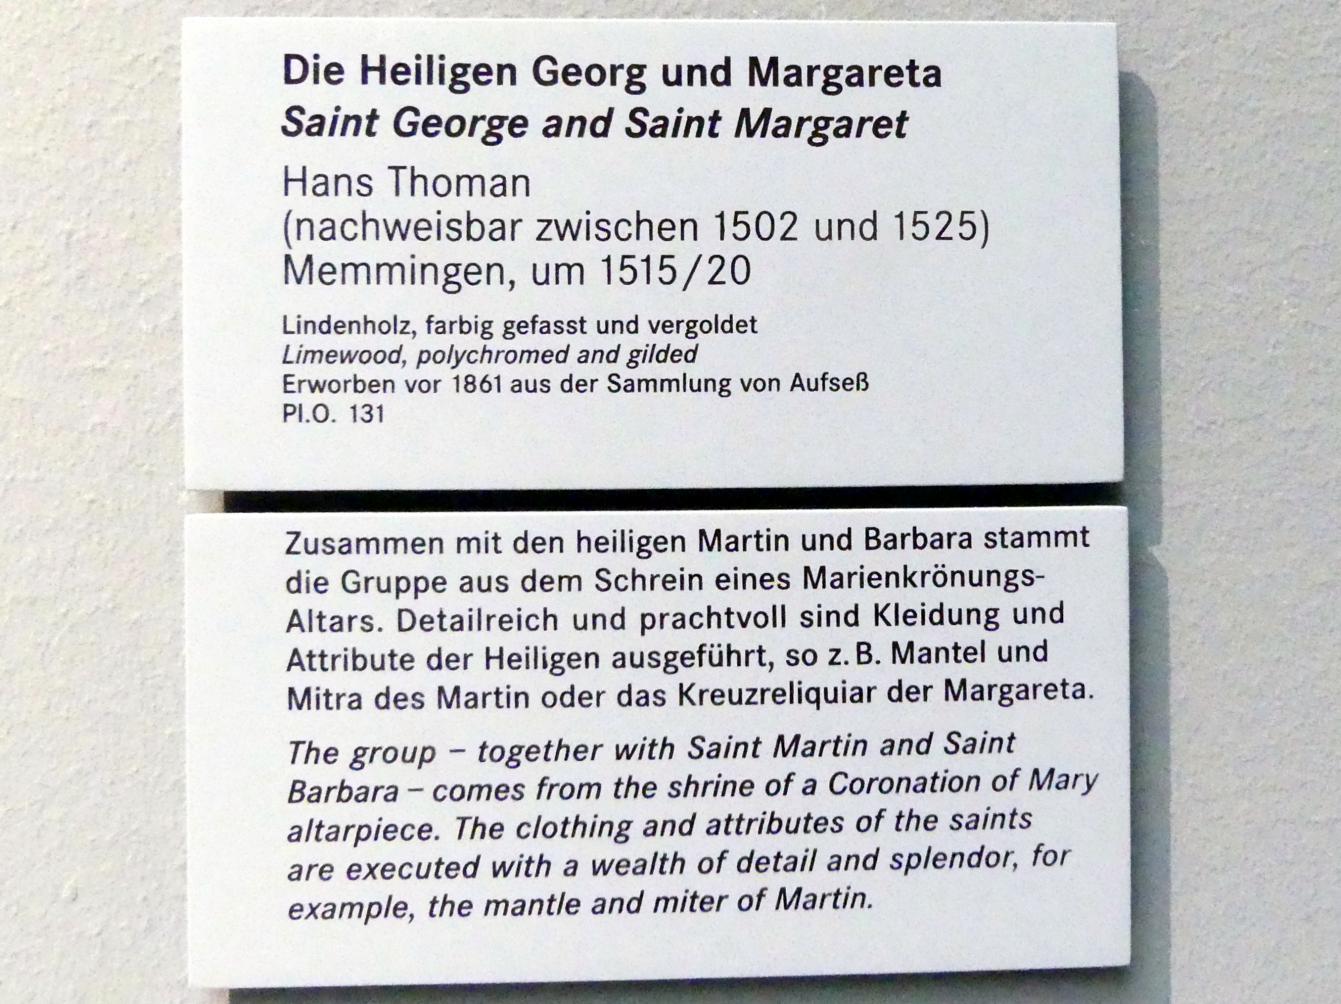 Die Heiligen Georg und Margareta
Saint George and Saint Margaret
Hans Thoman
(nachweisbar zwischen 1502 und 1525)
Memmingen, um 1515/20
Lindenholz, farbig gefasst und vergoldet
Limewood, polychromed and gilded
Erworben vor 1861 aus der Sammlung von Aufseß
Pl.O. 131
Zusammen mit den heiligen Martin und Barbara stammt
die Gruppe aus dem Schrein eines Marienkrönungs-
Altars. Detailreich und prachtvoll sind Kleidung und
Attribute der Heiligen ausgeführt, so z. B. Mantel und
Mitra des Martin oder das Kreuzreliquiar der Margareta.
The group – together with Saint Martin and Saint
Barbara – comes from the shrine of a Coronation of Mary
altarpiece. The clothing and attributes of the saints
are executed with a wealth of detail and splendor, for
example, the mantle and miter of Martin.